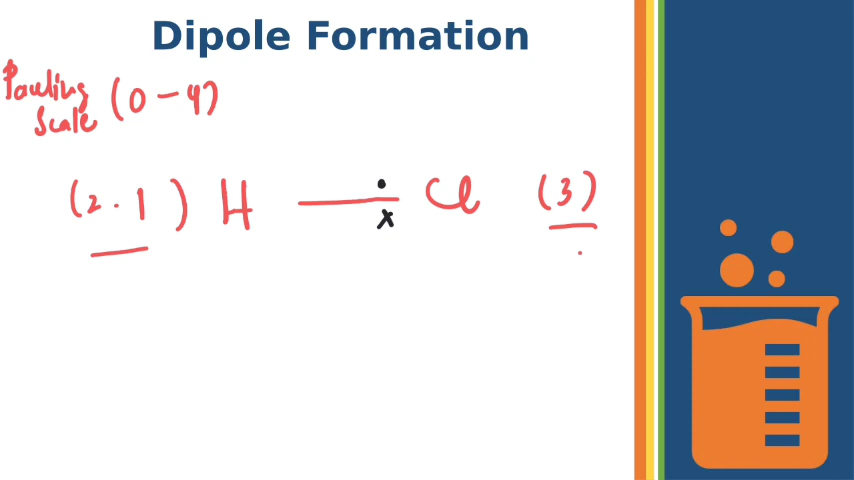 Dipole Formation
Pauling (0-4)
Scale
(2.1) H — Cl (3)